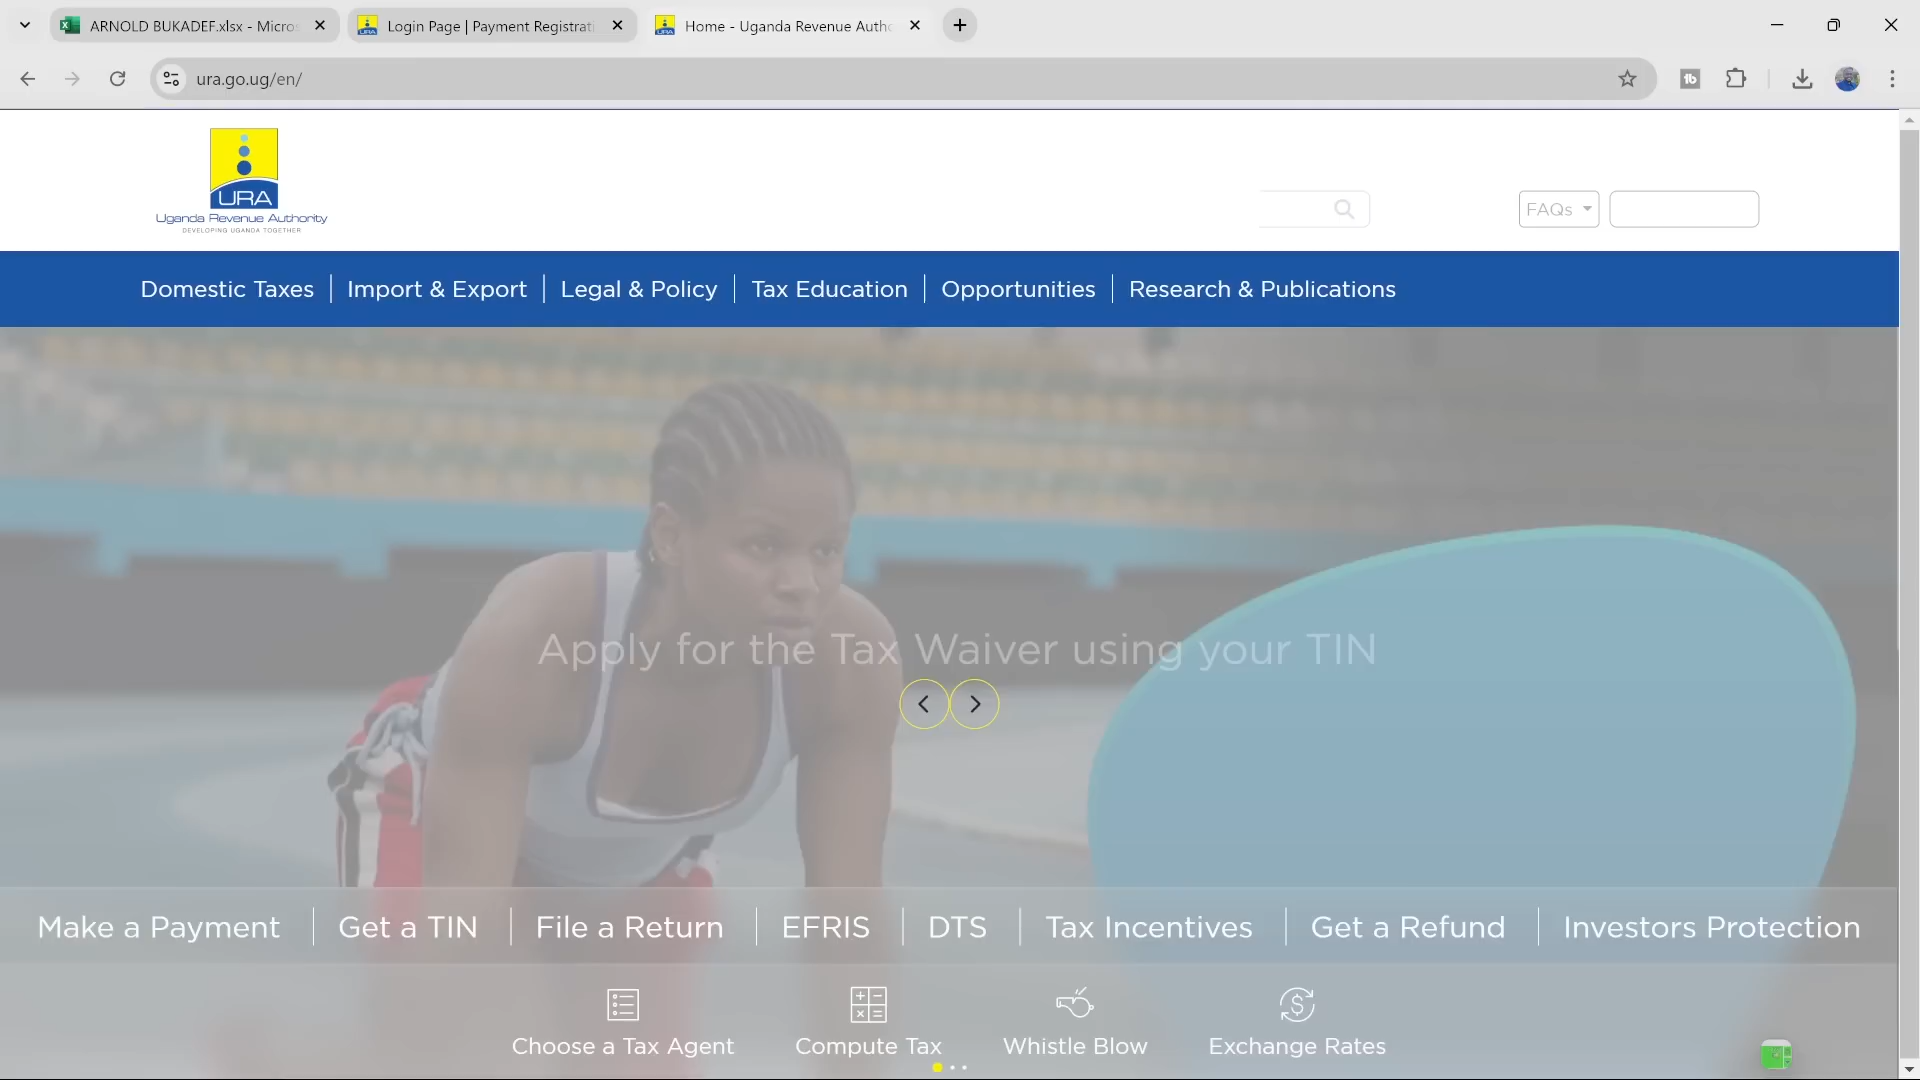 ARNOLD BUKADEF.xlsx - Micros
Login Page | Payment Registrati
Home - Uganda Revenue Autho
ura.go.ug/en/
URA
Uganda Revenue Authority
DEVELOPING UGANDA TOGETHER
FAQs
Domestic Taxes
Import & Export
Legal & Policy
Tax Education
Opportunities
Research & Publications
Apply for the Tax Waiver using your TIN
Make a Payment
Get a TIN
File a Return
EFRIS
DTS
Tax Incentives
Get a Refund
Investors Protection
Choose a Tax Agent
Compute Tax
Whistle Blow
Exchange Rates